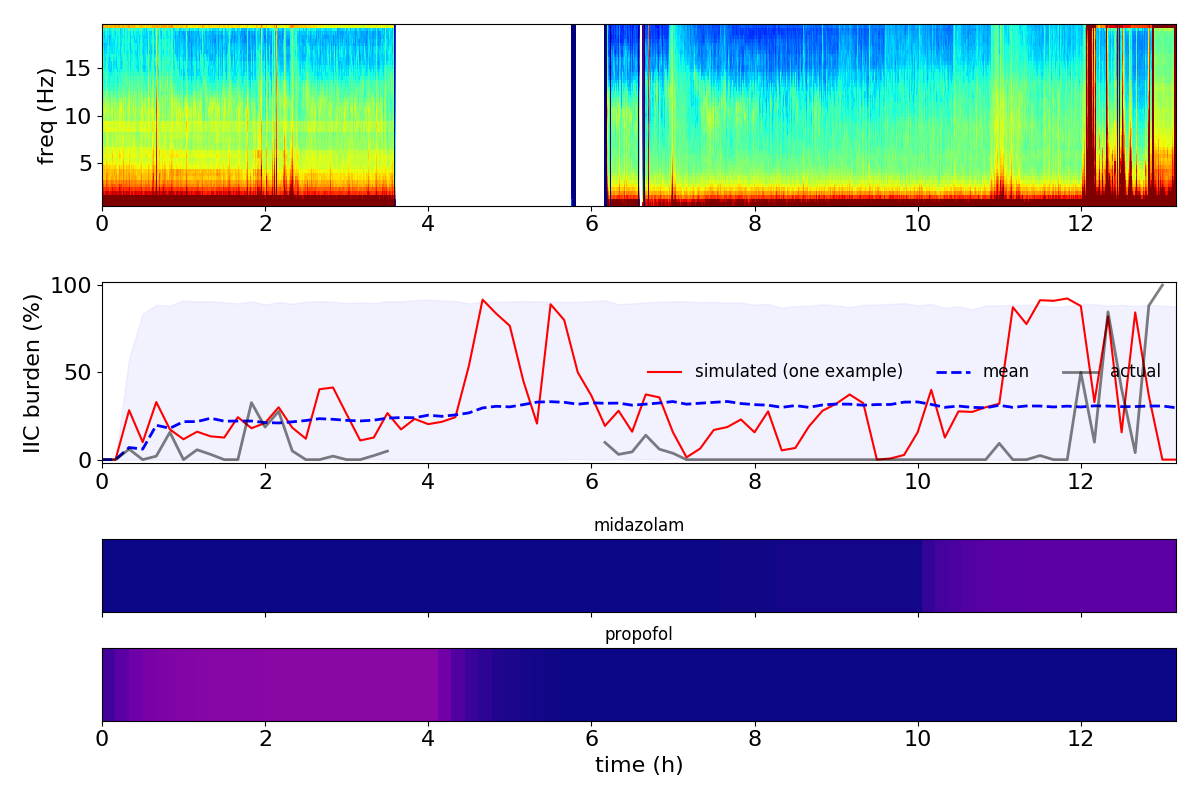 freq (Hz)
15
10
5
0 2 4 6 8 10 12
IIC burden (%)
100
50
0
simulated (one example) mean actual
0 2 4 6 8 10 12
midazolam
propofol
0 2 4 6 8 10 12
time (h)